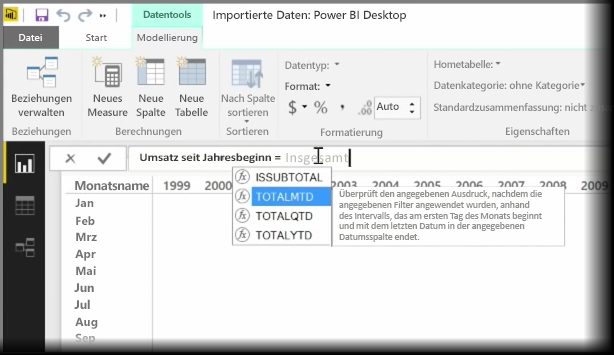 Datentools
Importierte Daten: Power BI Desktop
Datei
Start
Modellierung
Beziehungen verwalten
Neues Measure
Neue Spalte
Neue Tabelle
Nach Spalte sortieren
Datentyp:
Format:
$ % , .00 Auto
Hometabelle:
Datenkategorie: ohne Kategorie
Standardzusammenfassung: nicht
Beziehungen
Berechnungen
Sortieren
Formatierung
Eigenschaften
Umsatz seit Jahresbeginn = Insgesamt
Monatsname 1999 2000 2003 2004 2005 2006 2007 2008 2009
ISSUBTOTAL
TOTALMTD
TOTALQTD
TOTALYTD
Überprüft den angegebenen Ausdruck, nachdem die
angegebenen Filter angewendet wurden, anhand
des Intervalls, das am ersten Tag des Monats beginnt
und mit dem letzten Datum in der angegebenen
Datumsspalte endet.
Jan
Feb
Mrz
Apr
Mai
Jun
Jul
Aug
Sep